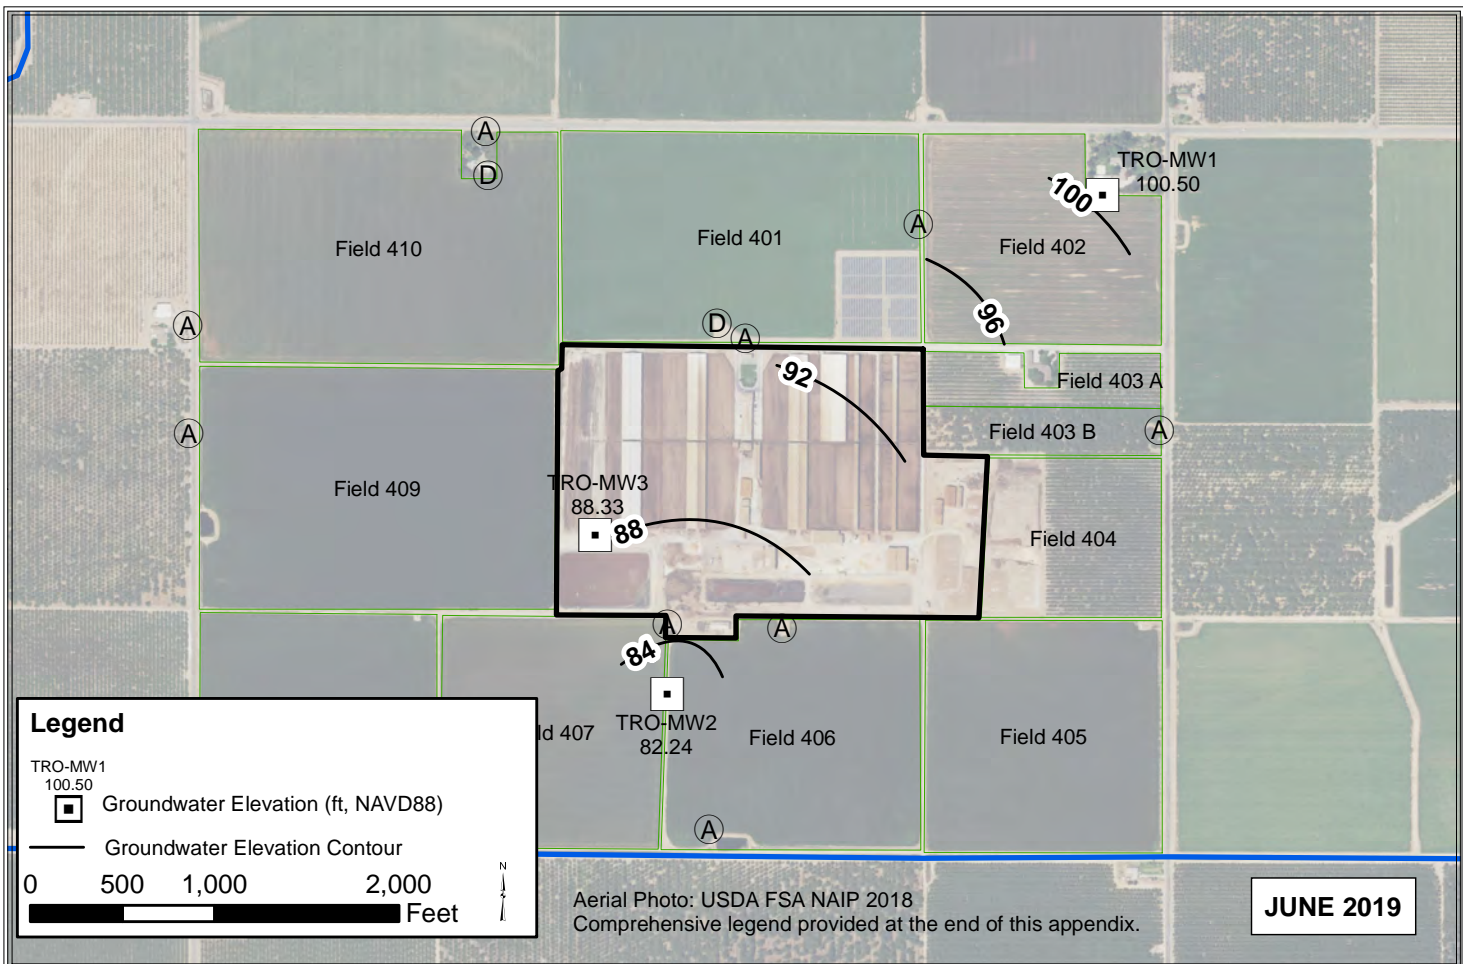 A
TRO-MW1
100.50
D
100
A
Field 410
Field 401
Field 402
96
D
A
A
92
Field 403 A
A
Field 403 B
A
TRO-MW3
88.33
Field 409
88
Field 404
A
A
84
TRO-MW2
82.24
ld 407
Field 406
Field 405
A
Legend
TRO-MW1
100.50
Groundwater Elevation (ft, NAVD88)
Groundwater Elevation Contour
N
0 500 1,000 2,000
Feet
Aerial Photo: USDA FSA NAIP 2018
Comprehensive legend provided at the end of this appendix.
JUNE 2019